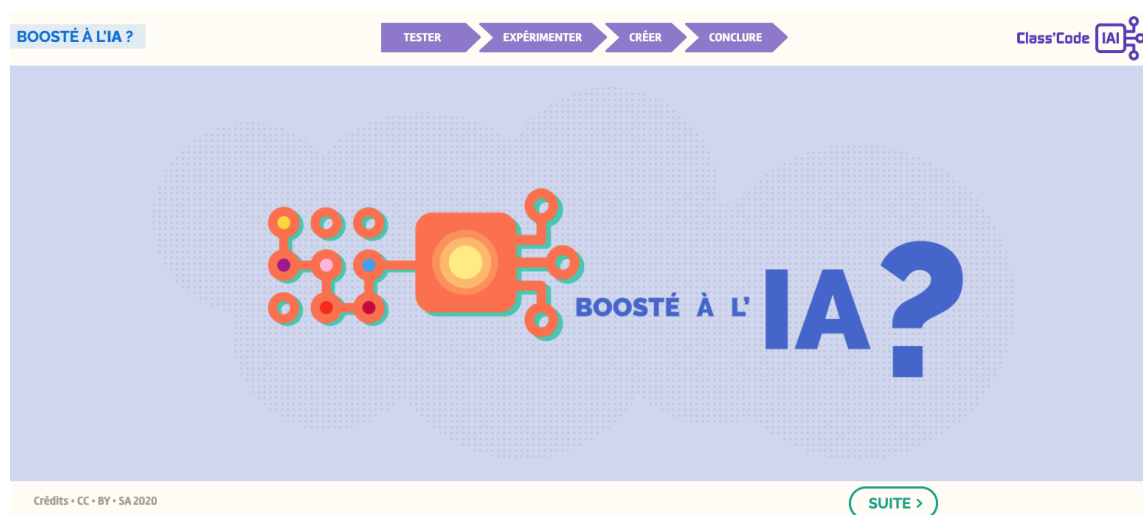 BOOSTÉ À L'IA ?
TESTER
EXPÉRIMENTER
CRÉER
CONCLURE
Class'Code IAI
BOOSTÉ À L' IA?
Crédits • CC • BY • SA 2020
SUITE >